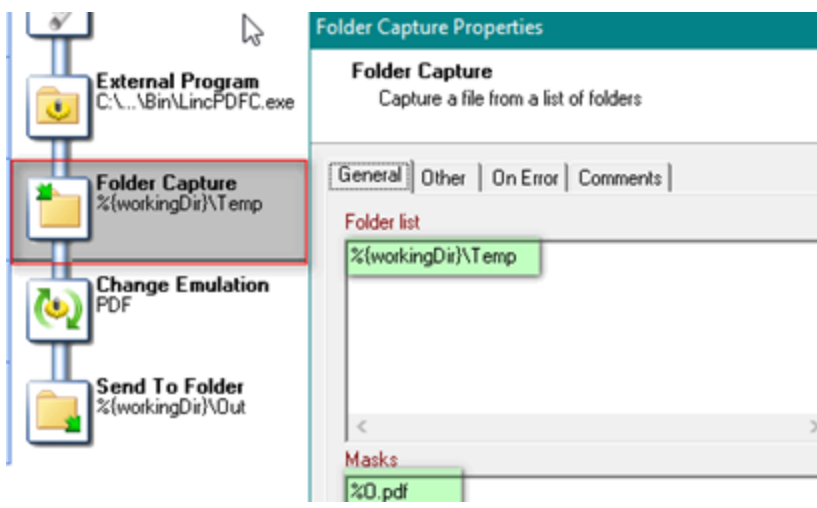 External Program
C:\...\Bin\LincPDFC.exe
Folder Capture
%{workingDir}\Temp
Change Emulation
PDF
Send To Folder
%{workingDir}\Out
Folder Capture Properties
Folder Capture
Capture a file from a list of folders
General Other On Error Comments
Folder list
%{workingDir}\Temp
Masks
%O.pdf